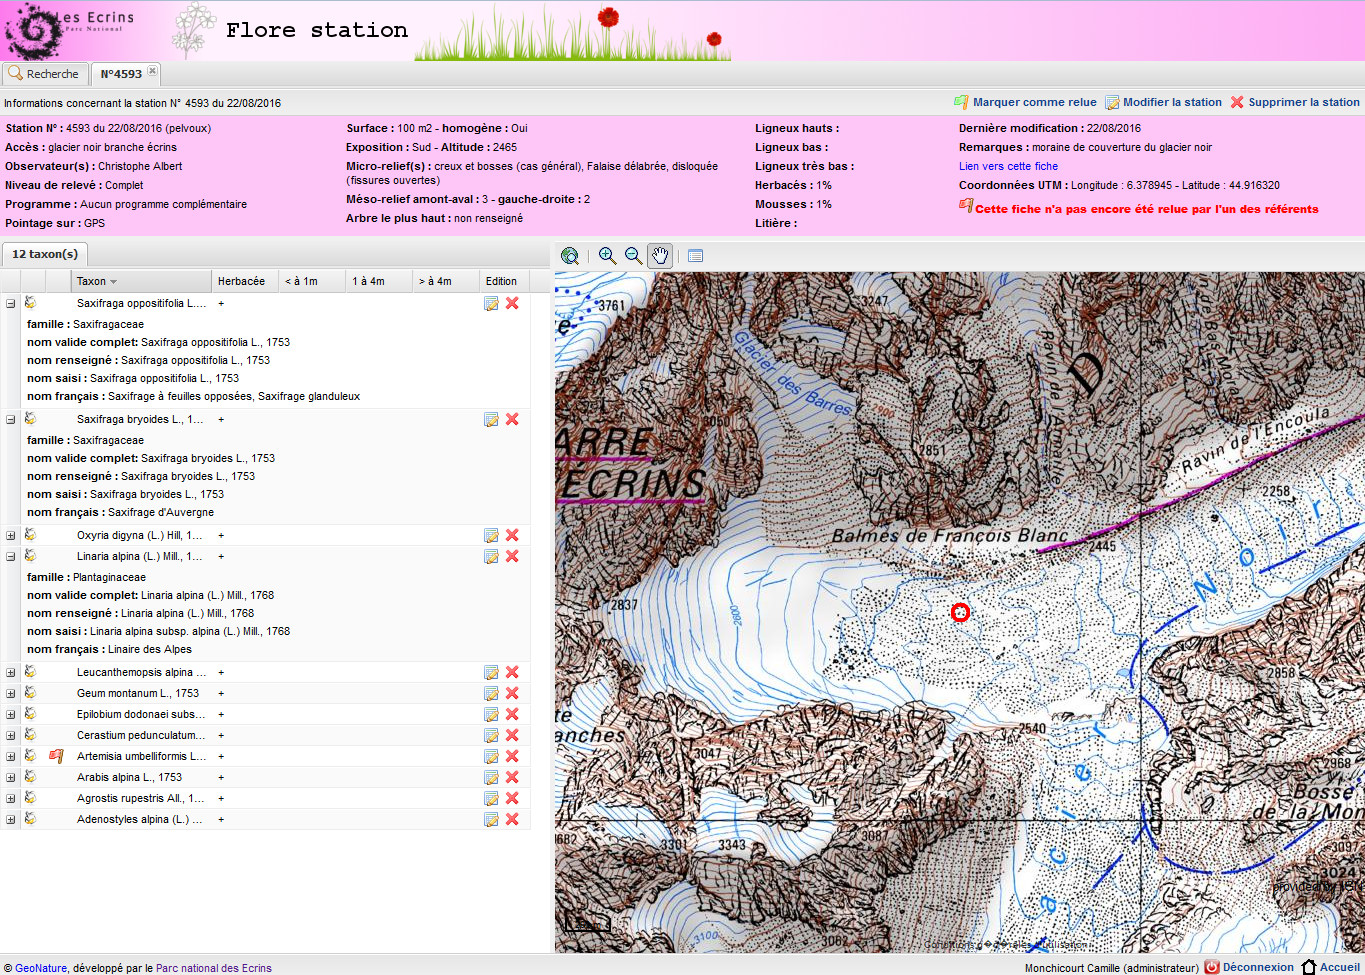 Les Ecrins
Parc National
Flore station
Recherche
N°4593
Informations concernant la station N° 4593 du 22/08/2016
Marquer comme relue
Modifier la station
Supprimer la station
Station N° : 4593 du 22/08/2016 (pelvoux)
Accès : glacier noir branche écrins
Observateur(s) : Christophe Albert
Niveau de relevé : Complet
Programme : Aucun programme complémentaire
Pointage sur : GPS
Surface : 100 m2 - homogène : Oui
Exposition : Sud - Altitude : 2465
Micro-relief(s) : creux et bosses (cas général), Falaise délabrée, disloquée
(fissures ouvertes)
Méso-relief amont-aval : 3 - gauche-droite : 2
Arbre le plus haut : non renseigné
Ligneux hauts :
Ligneux bas :
Ligneux très bas :
Herbacés : 1%
Mousses : 1%
Litière :
Dernière modification : 22/08/2016
Remarques : moraine de couverture du glacier noir
Lien vers cette fiche
Coordonnées UTM : Longitude : 6.378945 - Latitude : 44.916320
Cette fiche n'a pas encore été relue par l'un des référents
12 taxon(s)
Taxon Herbacée < à 1m 1 à 4m > à 4m Edition
Saxifraga oppositifolia L.... +
famille : Saxifragaceae
nom valide complet: Saxifraga oppositifolia L., 1753
nom renseigné : Saxifraga oppositifolia L., 1753
nom saisi : Saxifraga oppositifolia L., 1753
nom français : Saxifrage à feuilles opposées, Saxifrage glanduleux
Saxifraga bryoides L., 1... +
famille : Saxifragaceae
nom valide complet: Saxifraga bryoides L., 1753
nom renseigné : Saxifraga bryoides L., 1753
nom saisi : Saxifraga bryoides L., 1753
nom français : Saxifrage d'Auvergne
Oxyria digyna (L.) Hill, 1... +
Linaria alpina (L.) Mill., 1... +
famille : Plantaginaceae
nom valide complet: Linaria alpina (L.) Mill., 1768
nom renseigné : Linaria alpina (L.) Mill., 1768
nom saisi : Linaria alpina subsp. alpina (L.) Mill., 1768
nom français : Linaire des Alpes
Leucanthemopsis alpina ... +
Geum montanum L., 1753 +
Epilobium dodonaei subs... +
Cerastium pedunculatum... +
Artemisia umbelliformis L... +
Arabis alpina L., 1753 +
Agrostis rupestris All., 1... +
Adenostyles alpina (L.) ... +
3761
3247
Glacier des Barres
2900
3050
D
ARRE
ÉCRINS
2851
Ravin de l'Encoula
2258
Balmes de François Blanc
2445
Noir
2837
2600
2858
te
anches
2540
3047
2968
Bosse
de la Mon
3682
3301
3343
3087
3097
3024
3100
3062
acier
© GeoNature, développé par le Parc national des Ecrins
Monchicourt Camille (administrateur)
Déconnexion
Accueil